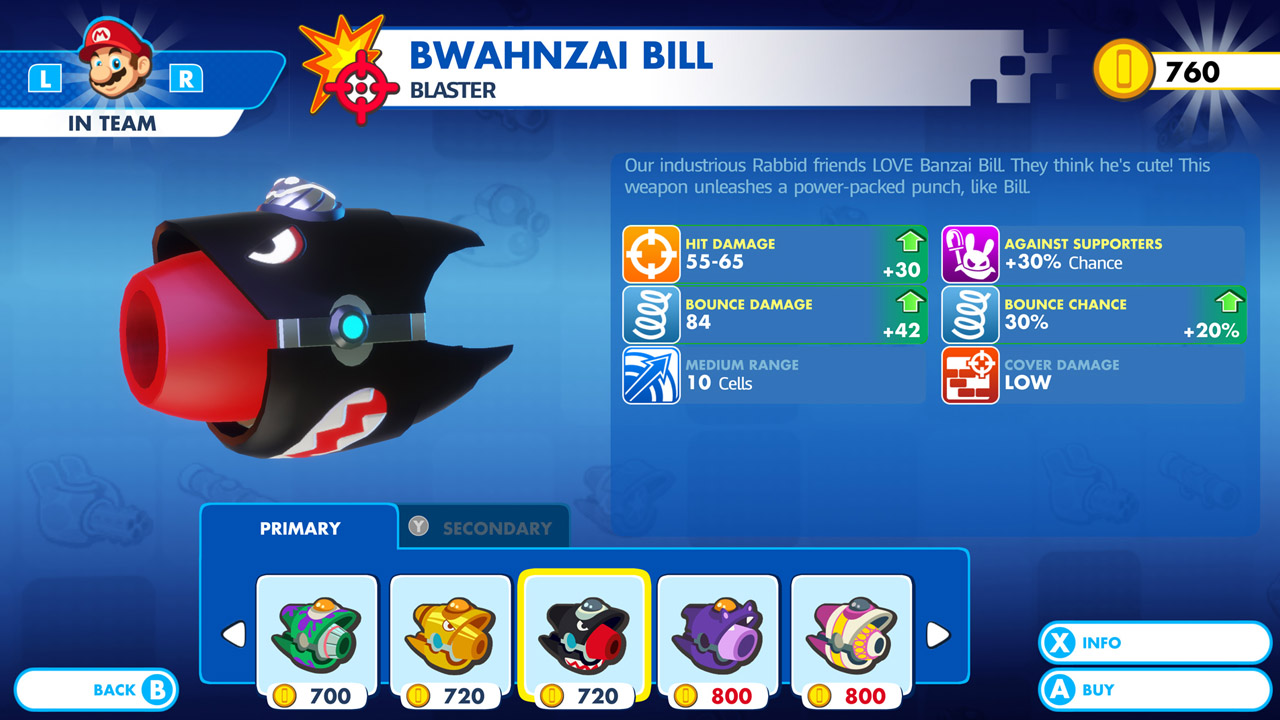 M
L
R
IN TEAM
BWAHNZAI BILL
BLASTER
760
Our industrious Rabbid friends LOVE Banzai Bill. They think he's cute! This
weapon unleashes a power-packed punch, like Bill.
HIT DAMAGE
55-65
+30
AGAINST SUPPORTERS
+30% Chance
BOUNCE DAMAGE
84
+42
BOUNCE CHANCE
30%
+20%
MEDIUM RANGE
10 Cells
COVER DAMAGE
LOW
PRIMARY
Y SECONDARY
700
720
720
800
800
BACK B
X INFO
A BUY